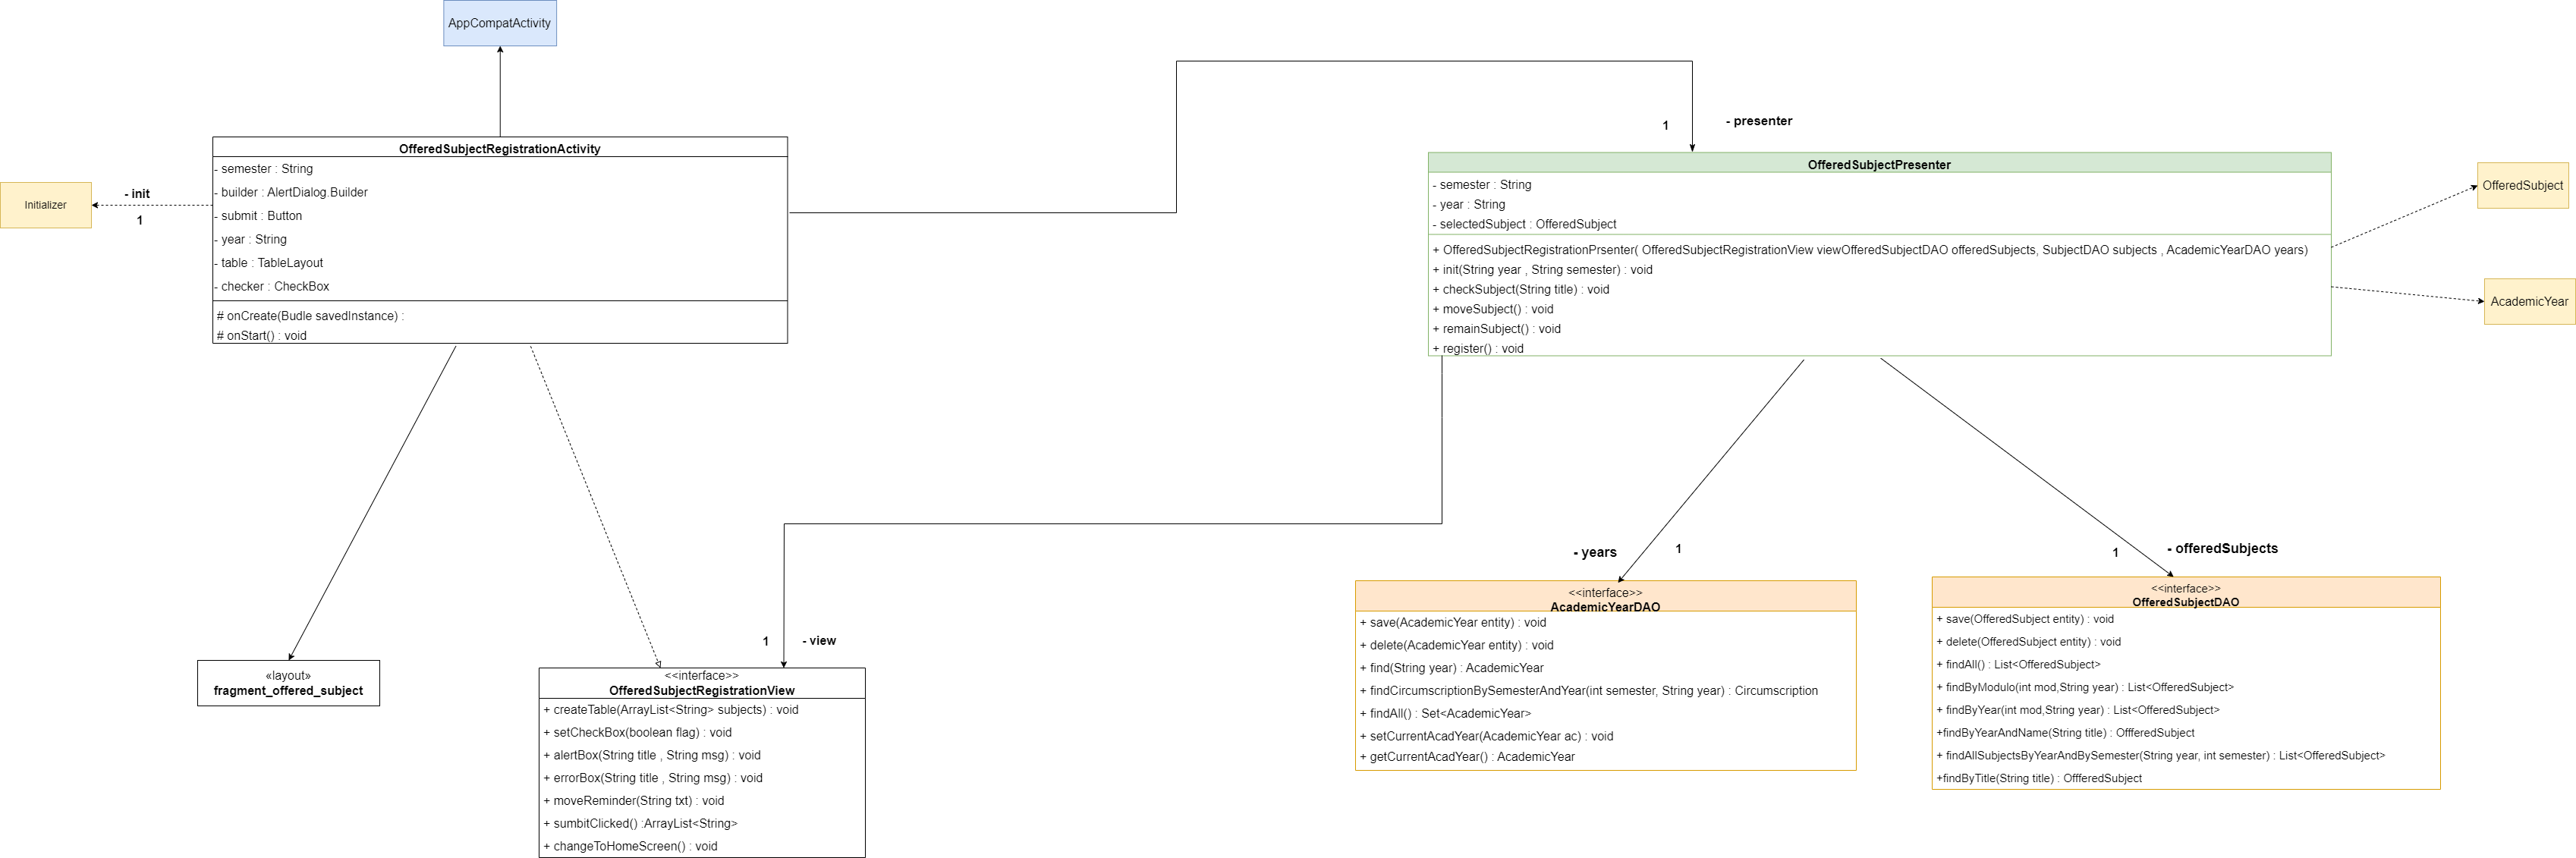 AppCompatActivity
OfferedSubjectRegistrationActivity
- semester : String
- builder : AlertDialog.Builder
- submit : Button
- year : String
- table : TableLayout
- checker : CheckBox
# onCreate(Budle savedInstance) :
# onStart() : void
Initializer
- init
1
1
- presenter
OfferedSubjectPresenter
- semester : String
- year : String
- selectedSubject : OfferedSubject
+ OfferedSubjectRegistrationPrsenter( OfferedSubjectRegistrationView viewOfferedSubjectDAO offeredSubjects, SubjectDAO subjects , AcademicYearDAO years)
+ init(String year , String semester) : void
+ checkSubject(String title) : void
+ moveSubject() : void
+ remainSubject() : void
+ register() : void
OfferedSubject
AcademicYear
«layout»
fragment_offered_subject
1
- view
<<interface>>
OfferedSubjectRegistrationView
+ createTable(ArrayList<String> subjects) : void
+ setCheckBox(boolean flag) : void
+ alertBox(String title , String msg) : void
+ errorBox(String title , String msg) : void
+ moveReminder(String txt) : void
+ sumbitClicked() :ArrayList<String>
+ changeToHomeScreen() : void
- years
1
<<interface>>
AcademicYearDAO
+ save(AcademicYear entity) : void
+ delete(AcademicYear entity) : void
+ find(String year) : AcademicYear
+ findCircumscriptionBySemesterAndYear(int semester, String year) : Circumscription
+ findAll() : Set<AcademicYear>
+ setCurrentAcadYear(AcademicYear ac) : void
+ getCurrentAcadYear() : AcademicYear
1
- offeredSubjects
<<interface>>
OfferedSubjectDAO
+ save(OfferedSubject entity) : void
+ delete(OfferedSubject entity) : void
+ findAll() : List<OfferedSubject>
+ findByModulo(int mod,String year) : List<OfferedSubject>
+ findByYear(int mod,String year) : List<OfferedSubject>
+findByYearAndName(String title) : OffferedSubject
+ findAllSubjectsByYearAndBySemester(String year, int semester) : List<OfferedSubject>
+findByTitle(String title) : OffferedSubject